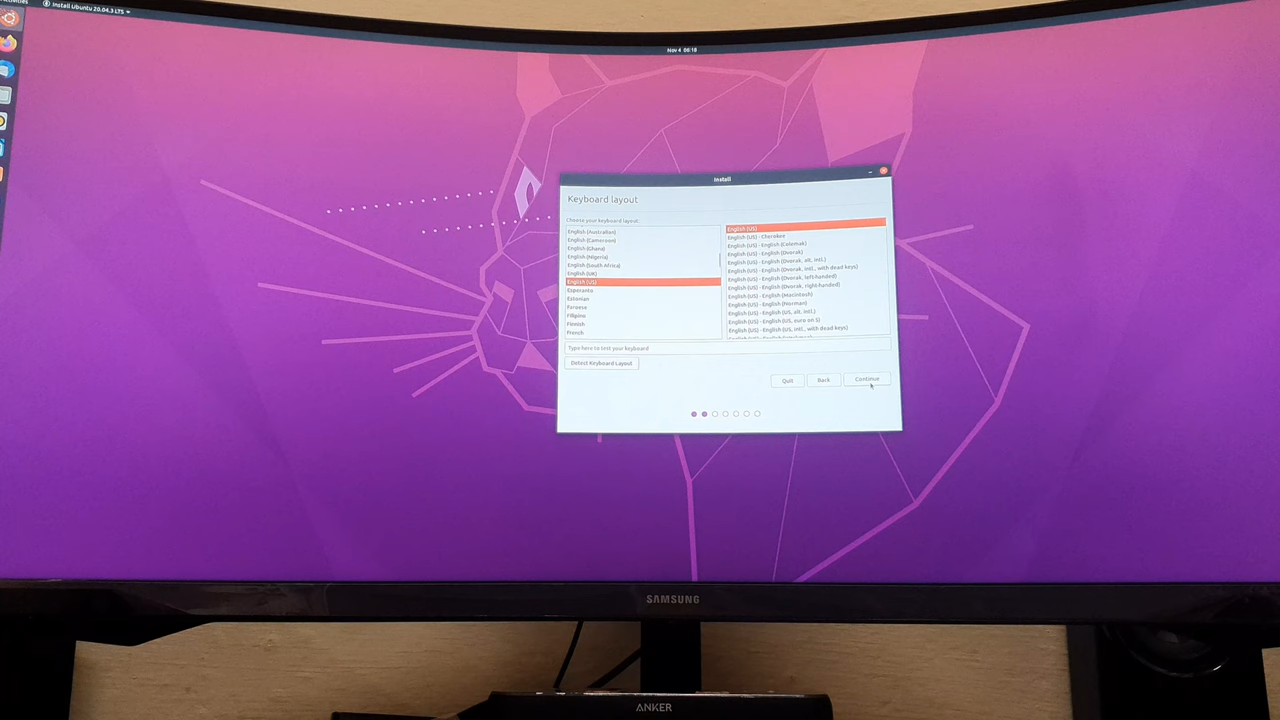 Install Ubuntu 20.04.3 LTS
Nov 4 06:18
Install
Keyboard layout
Choose your keyboard layout:
English (Australian)
English (Cameroon)
English (Ghana)
English (Nigeria)
English (South Africa)
English (UK)
English (US)
Esperanto
Estonian
Faroese
Filipino
Finnish
French
English (US)
English (US) - Cherokee
English (US) - English (Colemak)
English (US) - English (Dvorak)
English (US) - English (Dvorak, alt. intl.)
English (US) - English (Dvorak, intl., with dead keys)
English (US) - English (Dvorak, left-handed)
English (US) - English (Dvorak, right-handed)
English (US) - English (Macintosh)
English (US) - English (Norman)
English (US) - English (US, alt. intl.)
English (US) - English (US, euro on 5)
English (US) - English (US, intl., with dead keys)
Type here to test your keyboard
Detect Keyboard Layout
Quit
Back
Continue
SAMSUNG
ANKER